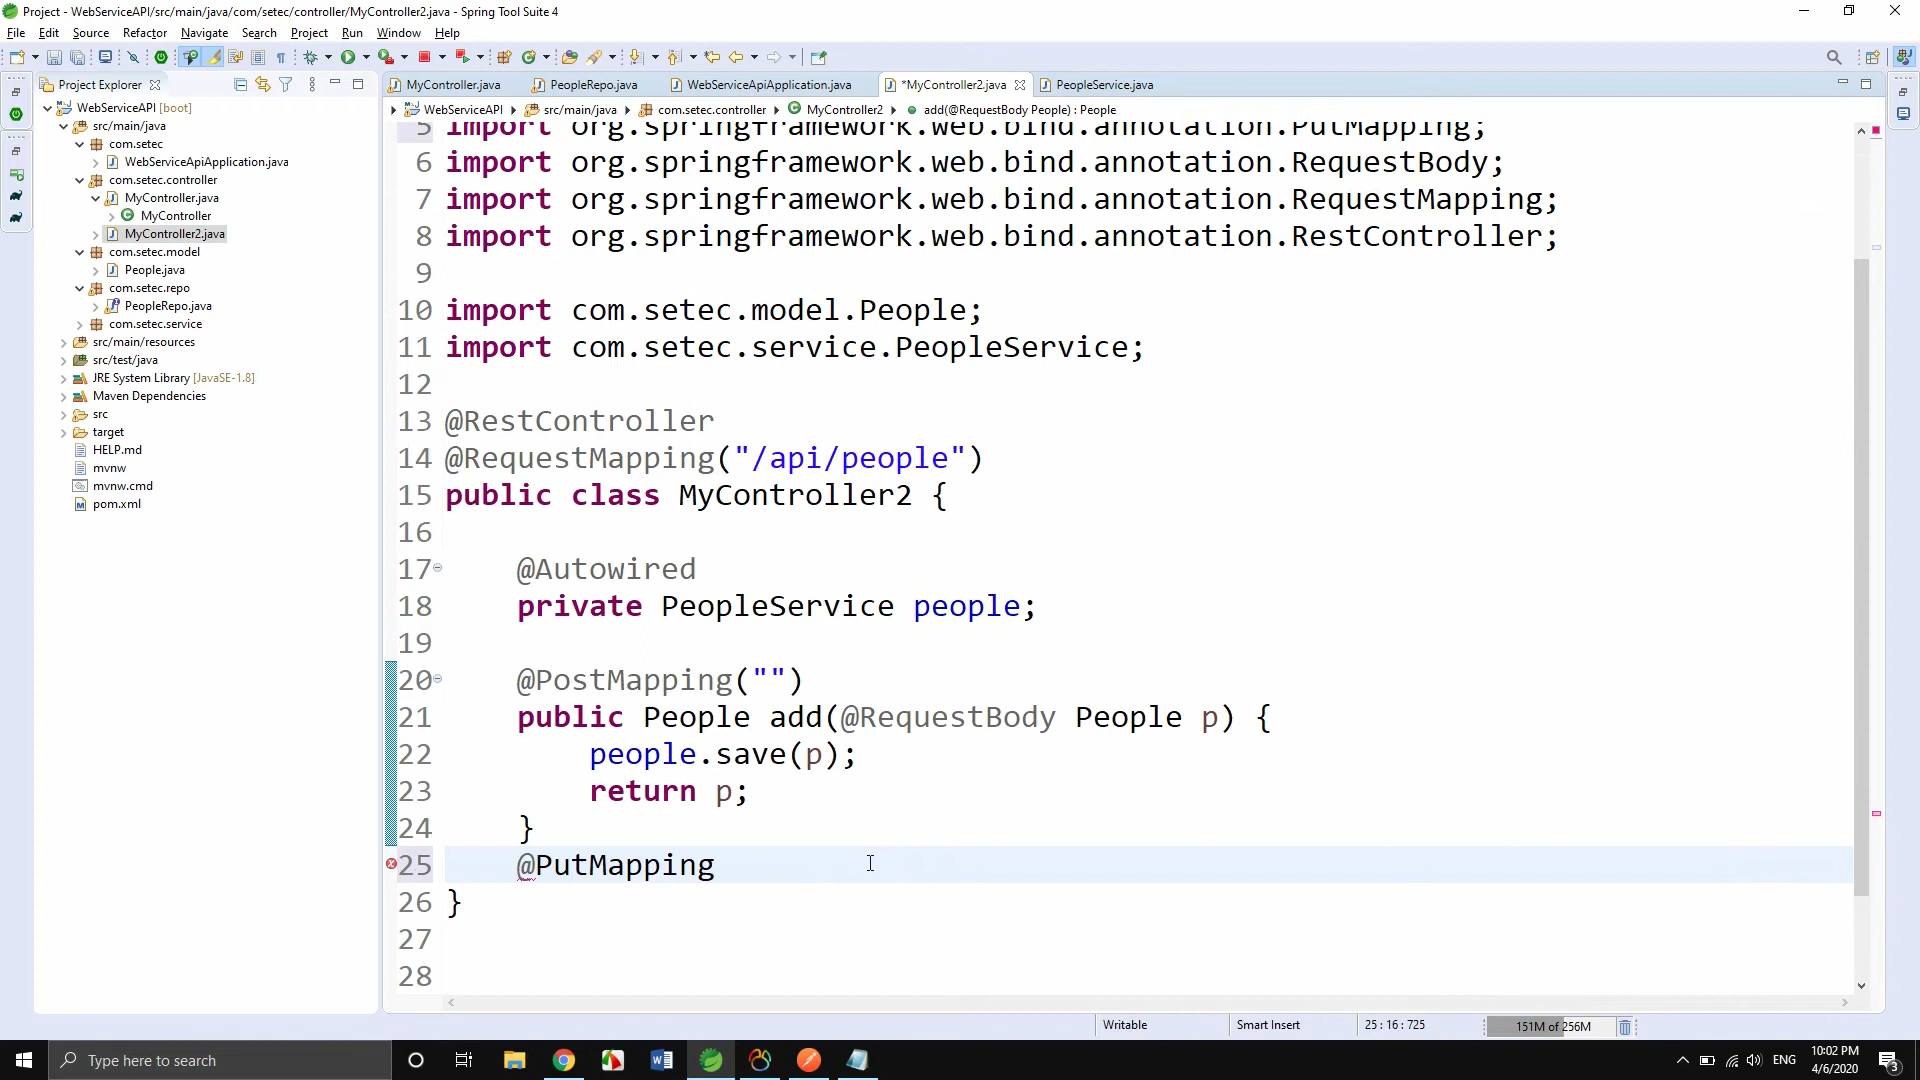 Project - WebServiceAPI/src/main/java/com/setec/controller/MyController2.java - Spring Tool Suite 4
File Edit Source Refactor Navigate Search Project Run Window Help
Project Explorer
MyController.java PeopleRepo.java WebServiceApiApplication.java *MyController2.java PeopleService.java
WebServiceAPI src/main/java com.setec.controller MyController2 add(@RequestBody People) : People
WebServiceAPI [boot]
src/main/java
com.setec
WebServiceApiApplication.java
com.setec.controller
MyController.java
MyController
MyController2.java
com.setec.model
People.java
com.setec.repo
PeopleRepo.java
com.setec.service
src/main/resources
src/test/java
JRE System Library [JavaSE-1.8]
Maven Dependencies
src
target
HELP.md
mvnw
mvnw.cmd
pom.xml
5 import org.springframework.web.bind.annotation.PutMapping;
6 import org.springframework.web.bind.annotation.RequestBody;
7 import org.springframework.web.bind.annotation.RequestMapping;
8 import org.springframework.web.bind.annotation.RestController;
9
10 import com.setec.model.People;
11 import com.setec.service.PeopleService;
12
13 @RestController
14 @RequestMapping("/api/people")
15 public class MyController2 {
16
17 @Autowired
18 private PeopleService people;
19
20 @PostMapping("")
21 public People add(@RequestBody People p) {
22 people.save(p);
23 return p;
24 }
25 @PutMapping
26 }
27
28
Writable Smart Insert 25 : 16 : 725 151M of 256M
Type here to search
ENG
10:02 PM
4/6/2020
3